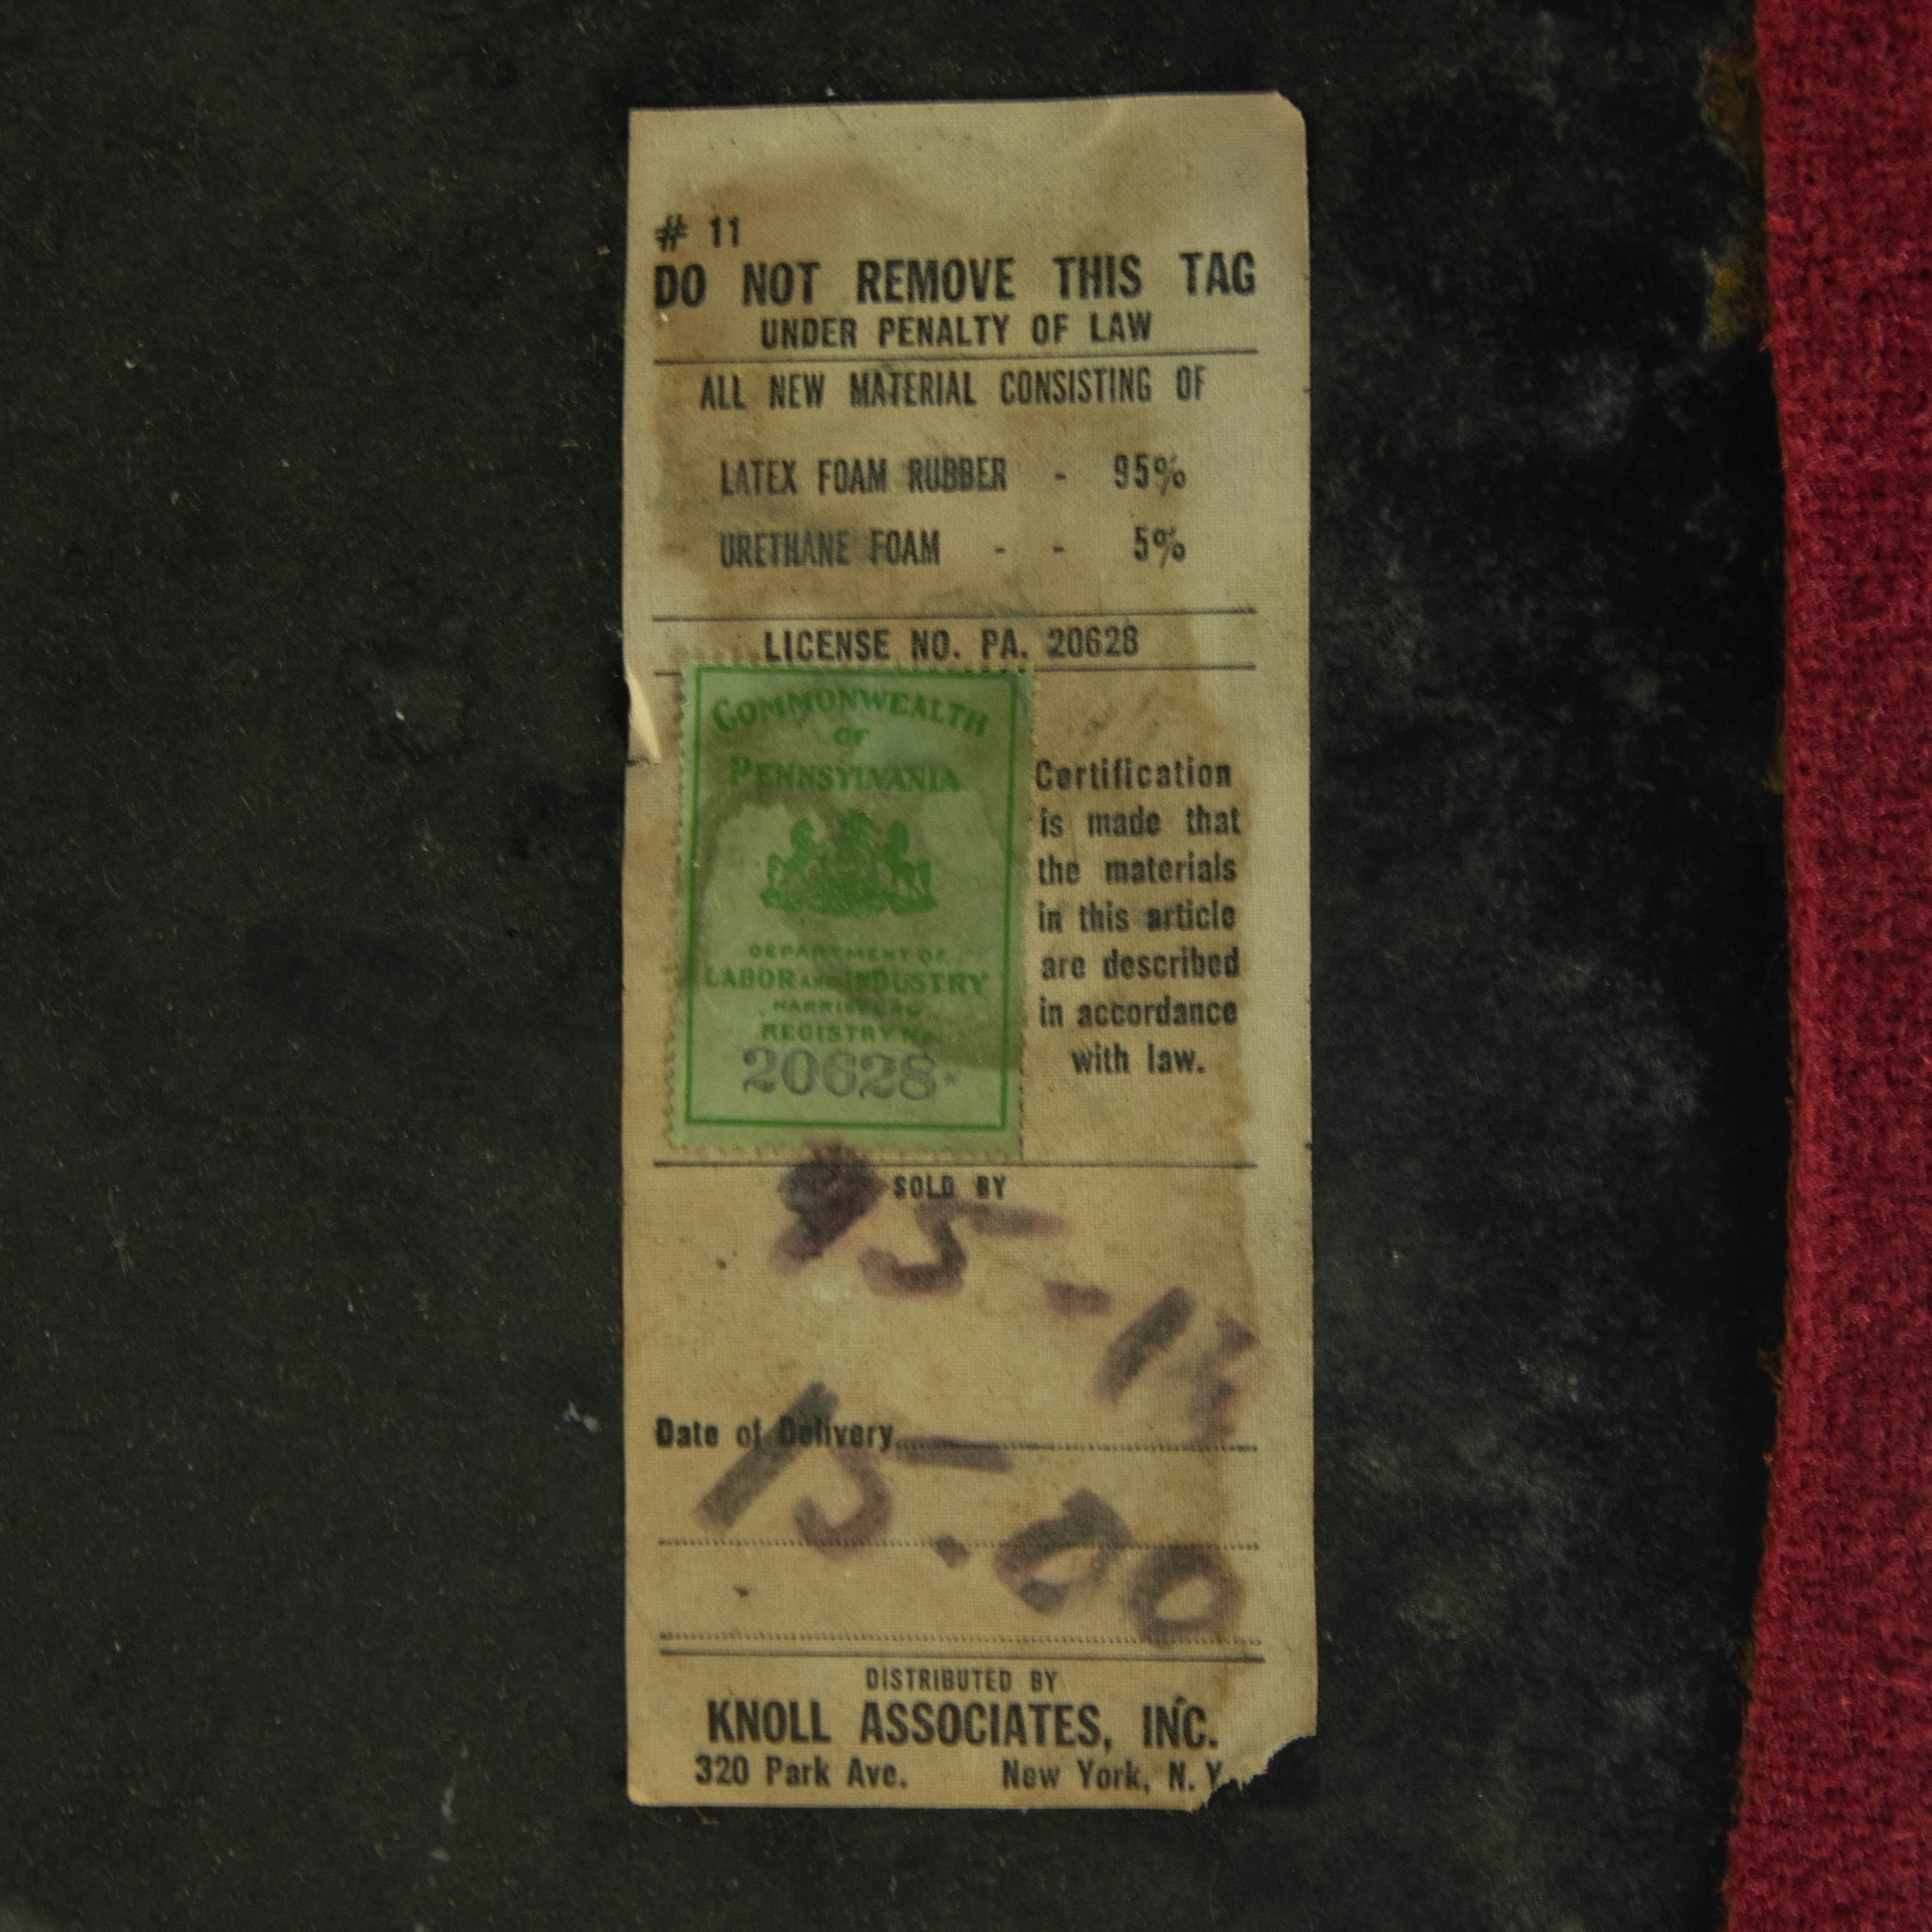 # 11
DO NOT REMOVE THIS TAG
UNDER PENALTY OF LAW
ALL NEW MATERIAL CONSISTING OF
LATEX FOAM RUBBER - 95%
URETHANE FOAM - - 5%
LICENSE NO. PA. 20628
COMMONWEALTH
OF
PENNSYLVANIA
DEPARTMENT OF
LABOR AND INDUSTRY
HARRISBURG
REGISTRY No.
20628*
Certification
is made that
the materials
in this article
are described
in accordance
with law.
SOLD BY
Date of Delivery
15.00
DISTRIBUTED BY
KNOLL ASSOCIATES, INC.
320 Park Ave. New York, N. Y.